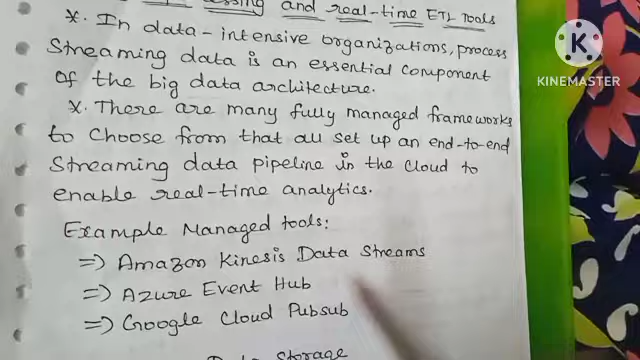 and real-time ETL Tools
*. In data-intensive organizations, process
Streaming data is an essential component
of the big data architecture.
*. There are many fully managed frameworks
to choose from that all set up an end-to-end
Streaming data pipeline in the cloud to
enable real-time analytics.
Example Managed tools:
=> Amazon Kinesis Data Streams
=> Azure Event Hub
=> Google Cloud Pubsub
Data Storage
KINEMASTER